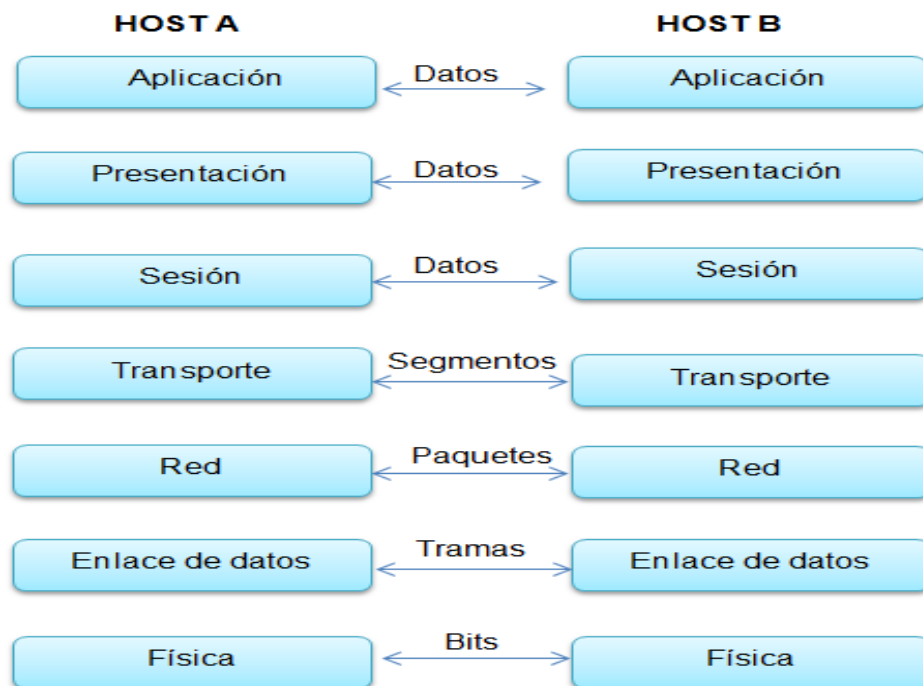 HOST A HOST B
Aplicación Datos Aplicación
Presentación Datos Presentación
Sesión Datos Sesión
Transporte Segmentos Transporte
Red Paquetes Red
Enlace de datos Tramas Enlace de datos
Física Bits Física